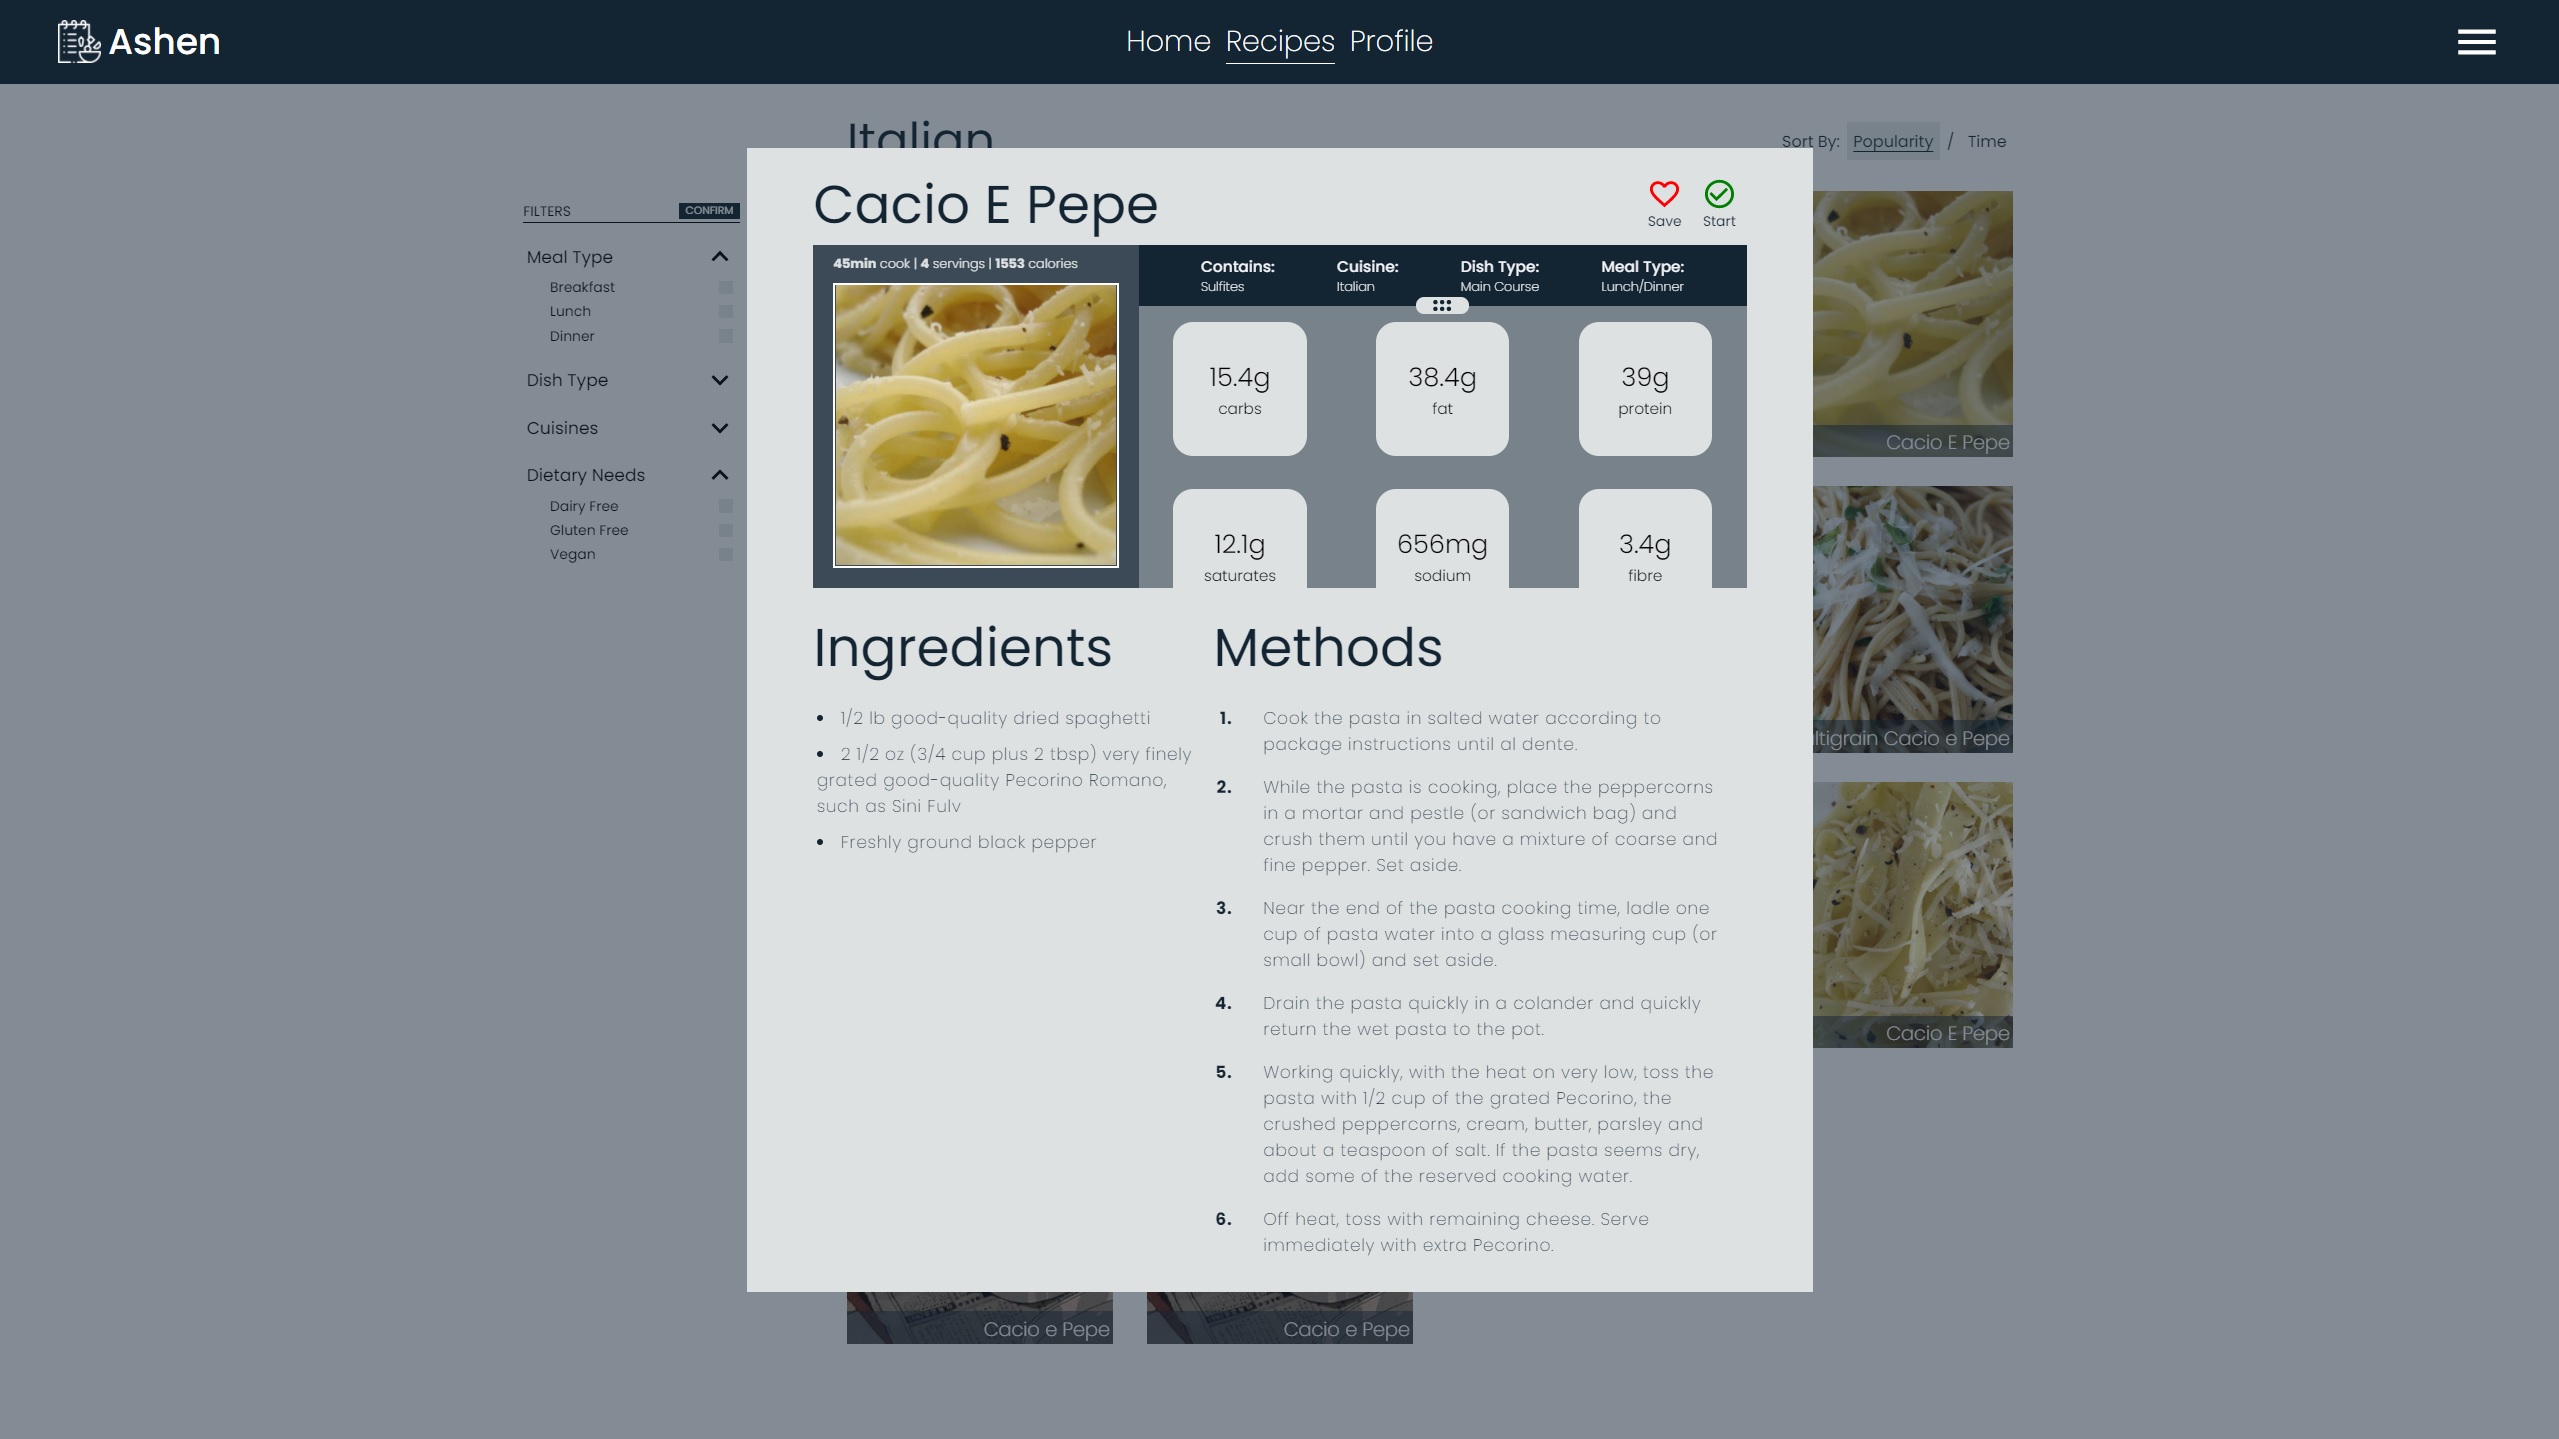 Ashen
Home Recipes Profile
Italian
Sort By: Popularity / Time
FILTERS CONFIRM
Meal Type
Breakfast
Lunch
Dinner
Dish Type
Cuisines
Dietary Needs
Dairy Free
Gluten Free
Vegan
Cacio E Pepe
Save Start
45min cook | 4 servings | 1553 calories
Contains: Cuisine: Dish Type: Meal Type:
Sulfites Italian Main Course Lunch/Dinner
15.4g 38.4g 39g
carbs fat protein
12.1g 656mg 3.4g
saturates sodium fibre
Ingredients
• 1/2 lb good-quality dried spaghetti
• 2 1/2 oz (3/4 cup plus 2 tbsp) very finely
grated good-quality Pecorino Romano,
such as Sini Fulv
• Freshly ground black pepper
Methods
1. Cook the pasta in salted water according to
package instructions until al dente.
2. While the pasta is cooking, place the peppercorns
in a mortar and pestle (or sandwich bag) and
crush them until you have a mixture of coarse and
fine pepper. Set aside.
3. Near the end of the pasta cooking time, ladle one
cup of pasta water into a glass measuring cup (or
small bowl) and set aside.
4. Drain the pasta quickly in a colander and quickly
return the wet pasta to the pot.
5. Working quickly, with the heat on very low, toss the
pasta with 1/2 cup of the grated Pecorino, the
crushed peppercorns, cream, butter, parsley and
about a teaspoon of salt. If the pasta seems dry,
add some of the reserved cooking water.
6. Off heat, toss with remaining cheese. Serve
immediately with extra Pecorino.
Cacio E Pepe
ltigrain Cacio e Pepe
Cacio E Pepe
Cacio e Pepe
Cacio e Pepe